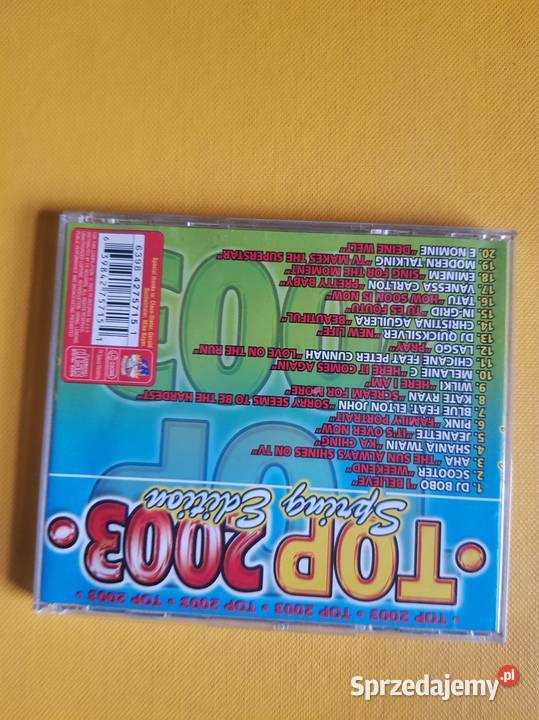 • TOP 2003 • TOP 2003 • TOP 2003 •
• TOP 2003 •
Spring Edition
1. DJ BOBO "I BELIEVE"
2. SCOOTER "WEEKEND"
3. AHA "THE SUN ALWAYS SHINES ON TV"
4. SHANIA TWAIN "KA CHING"
5. JEANETTE "IT'S OVER NOW"
6. PINK "FAMILY PORTRAIT"
7. BLUE FEAT. ELTON JOHN "SORRY SEEMS TO BE THE HARDEST"
8. KATE RYAN "SCREAM FOR MORE"
9. WILK "HERE I AM"
10. MELANIE C "HERE IT COMES AGAIN"
11. CHICANE FEAT PETER CUNNAH "LOVE ON THE RUN"
12. LASGO "PRAY"
13. DJ QUICKSILVER "NEW LIFE"
14. CHRISTINA AGUILERA "BEAUTIFUL"
15. IN-GRID "TU ES FOUTU"
16. TATU "HOW SOON IS NOW"
17. VANESSA CARLTON "PRETTY BABY"
18. EMINEM "SING FOR THE MOMENT"
19. MODERN TALKING "TV MAKES THE SUPERSTAR"
20. E NOMINE "DEINE WELT"
6398 4275715
639842757151
Sprzedajemy.pl